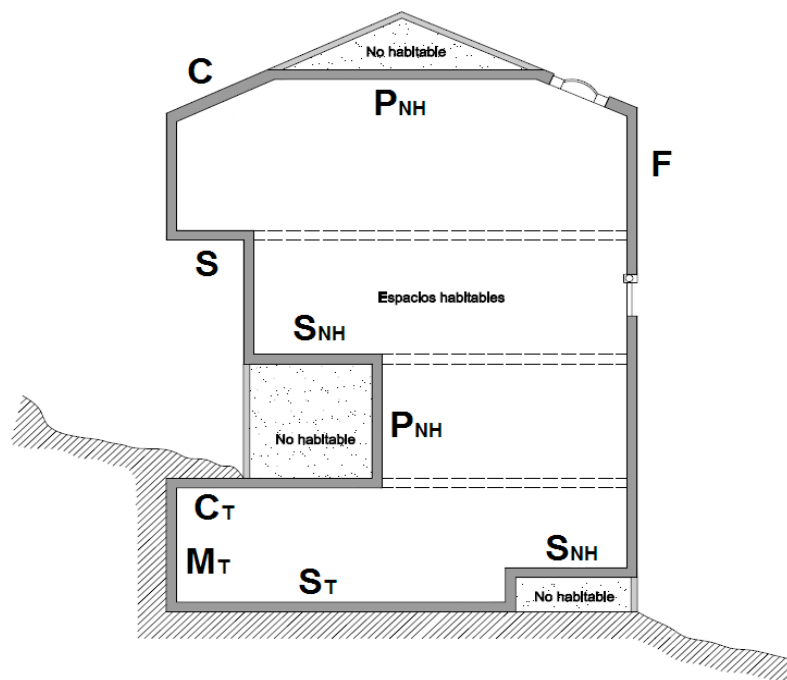 No habitable
C
PNH
F
S
Espacios habitables
SNH
PNH
No habitable
CT
SNH
MT
ST
No habitable